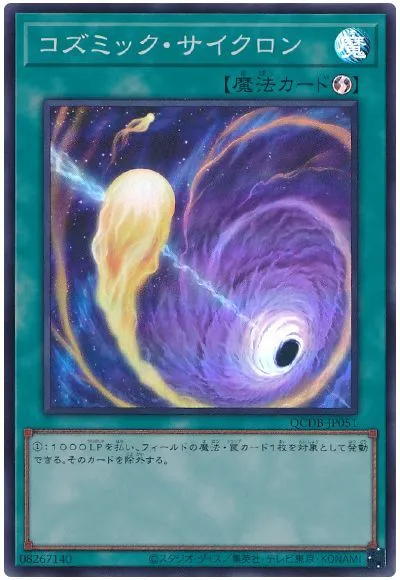 コズミック・サイクロン
魔
【魔法カード】
QCDB-JP051
①:1000LPを払い、フィールドの魔法・罠カード1枚を対象として発動
できる。そのカードを除外する。
08267140
©スタジオ・ダイス/集英社・テレビ東京・KONAMI